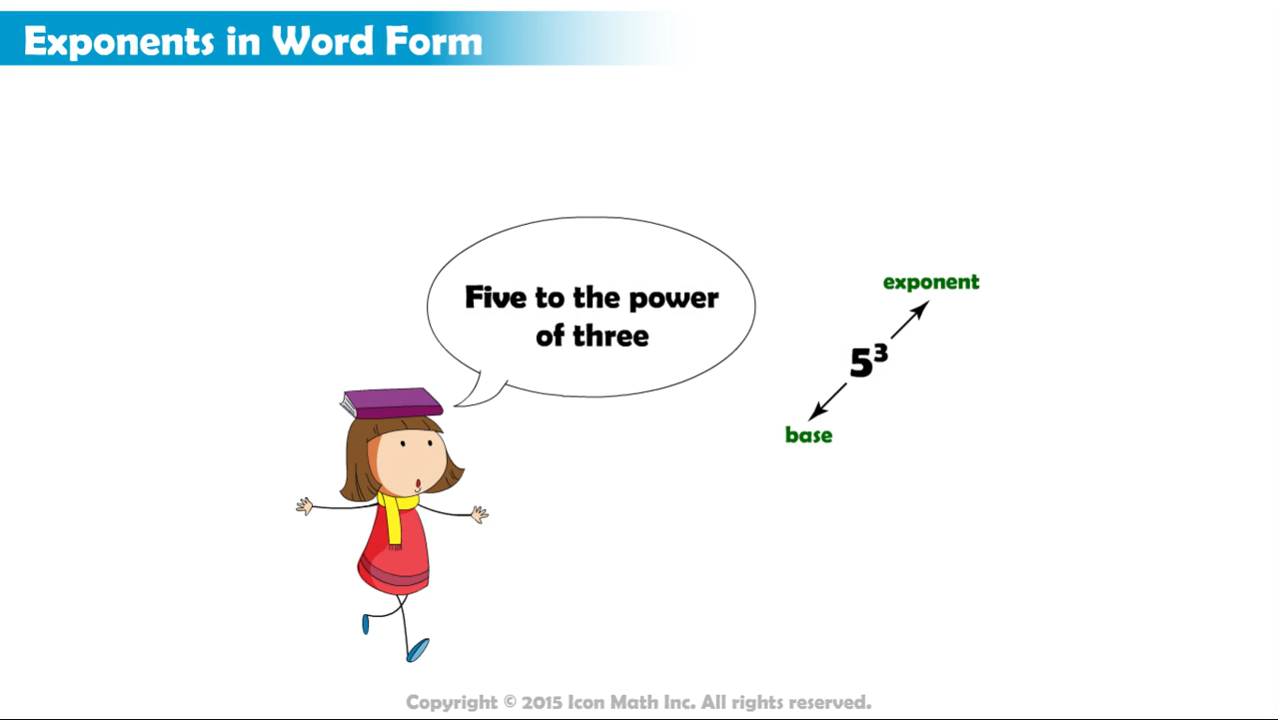 Exponents in Word Form
Five to the power
of three
exponent
5³
base
Copyright © 2015 Icon Math Inc. All rights reserved.